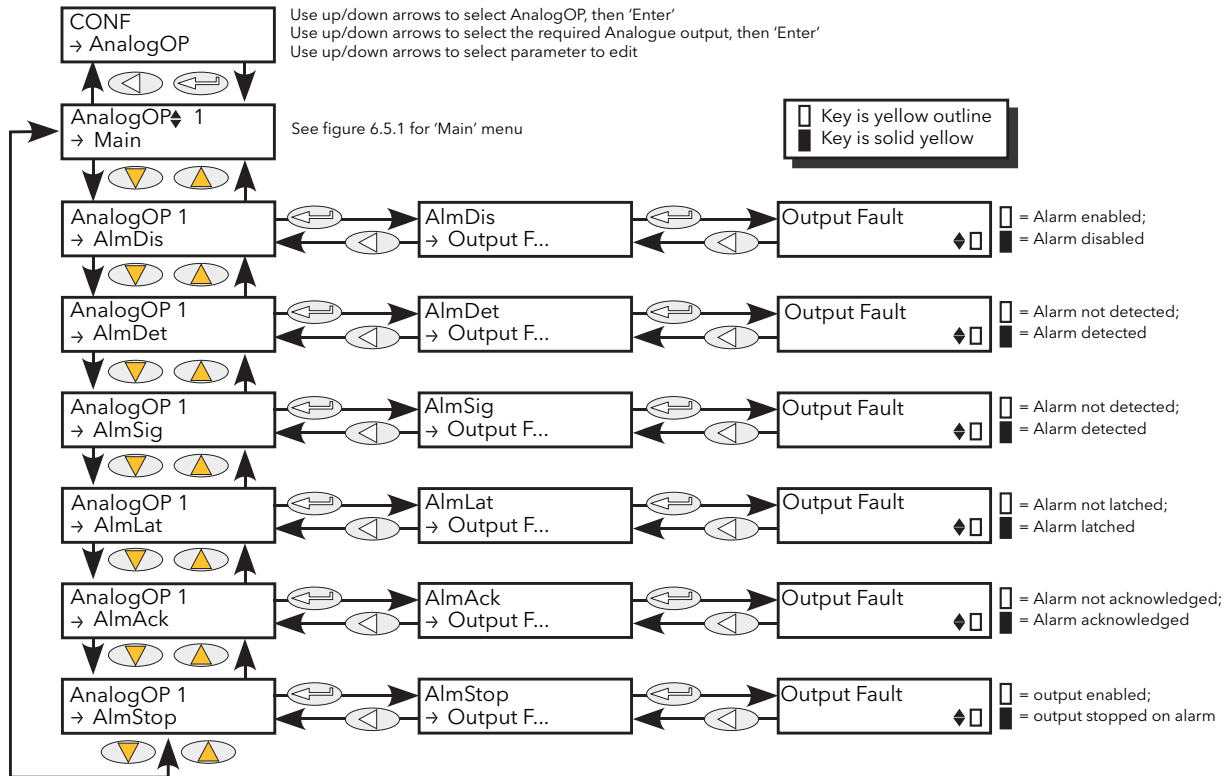 CONF
→ AnalogOP
Use up/down arrows to select AnalogOP, then ‘Enter’
Use up/down arrows to select the required Analogue output, then ‘Enter’
Use up/down arrows to select parameter to edit
AnalogOP 1
→ Main
See figure 6.5.1 for ‘Main’ menu
Key is yellow outline
Key is solid yellow
AnalogOP 1
→ AlmDis
AlmDis
→ Output F...
Output Fault
= Alarm enabled;
= Alarm disabled
AnalogOP 1
→ AlmDet
AlmDet
→ Output F...
Output Fault
= Alarm not detected;
= Alarm detected
AnalogOP 1
→ AlmSig
AlmSig
→ Output F...
Output Fault
= Alarm not detected;
= Alarm detected
AnalogOP 1
→ AlmLat
AlmLat
→ Output F...
Output Fault
= Alarm not latched;
= Alarm latched
AnalogOP 1
→ AlmAck
AlmAck
→ Output F...
Output Fault
= Alarm not acknowledged;
= Alarm acknowledged
AnalogOP 1
→ AlmStop
AlmStop
→ Output F...
Output Fault
= output enabled;
= output stopped on alarm